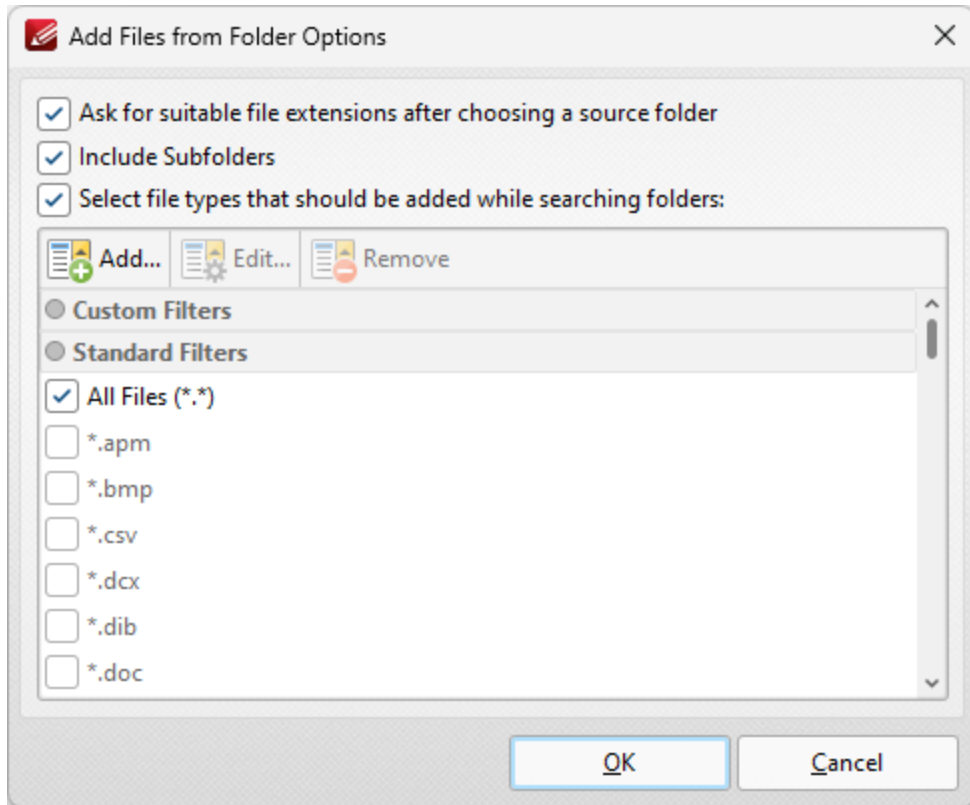 Add Files from Folder Options
Ask for suitable file extensions after choosing a source folder
Include Subfolders
Select file types that should be added while searching folders:
Add... Edit... Remove
Custom Filters
Standard Filters
All Files (*.*)
*.apm
*.bmp
*.csv
*.dcx
*.dib
*.doc
OK Cancel